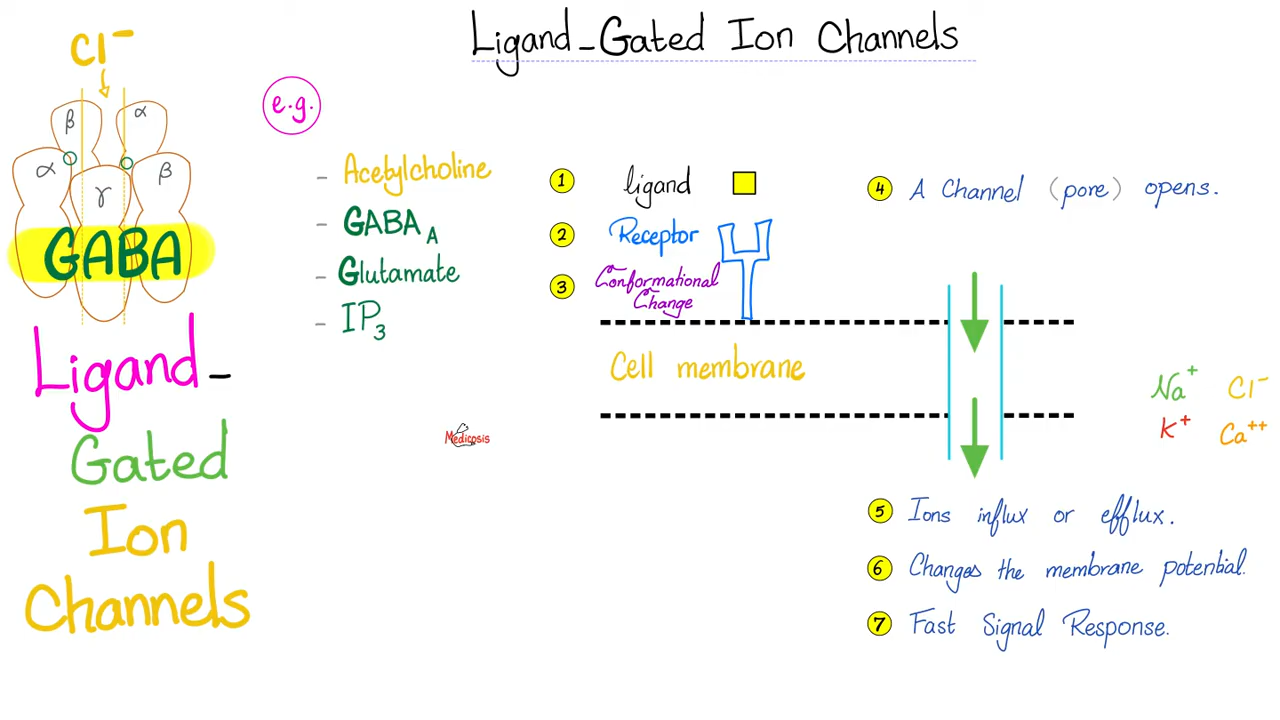 Ligand-Gated Ion Channels
Cl⁻
β
α
α
β
γ
GABA
Ligand-
Gated
Ion
Channels
e.g.
- Acetylcholine
- GABA A
- Glutamate
- IP3
1 ligand
2 Receptor
3 Conformational
Change
Cell membrane
Medicosis
4 A Channel (pore) opens.
Na⁺ Cl⁻
K⁺ Ca⁺⁺
5 Ions influx or efflux.
6 Changes the membrane potential.
7 Fast Signal Response.